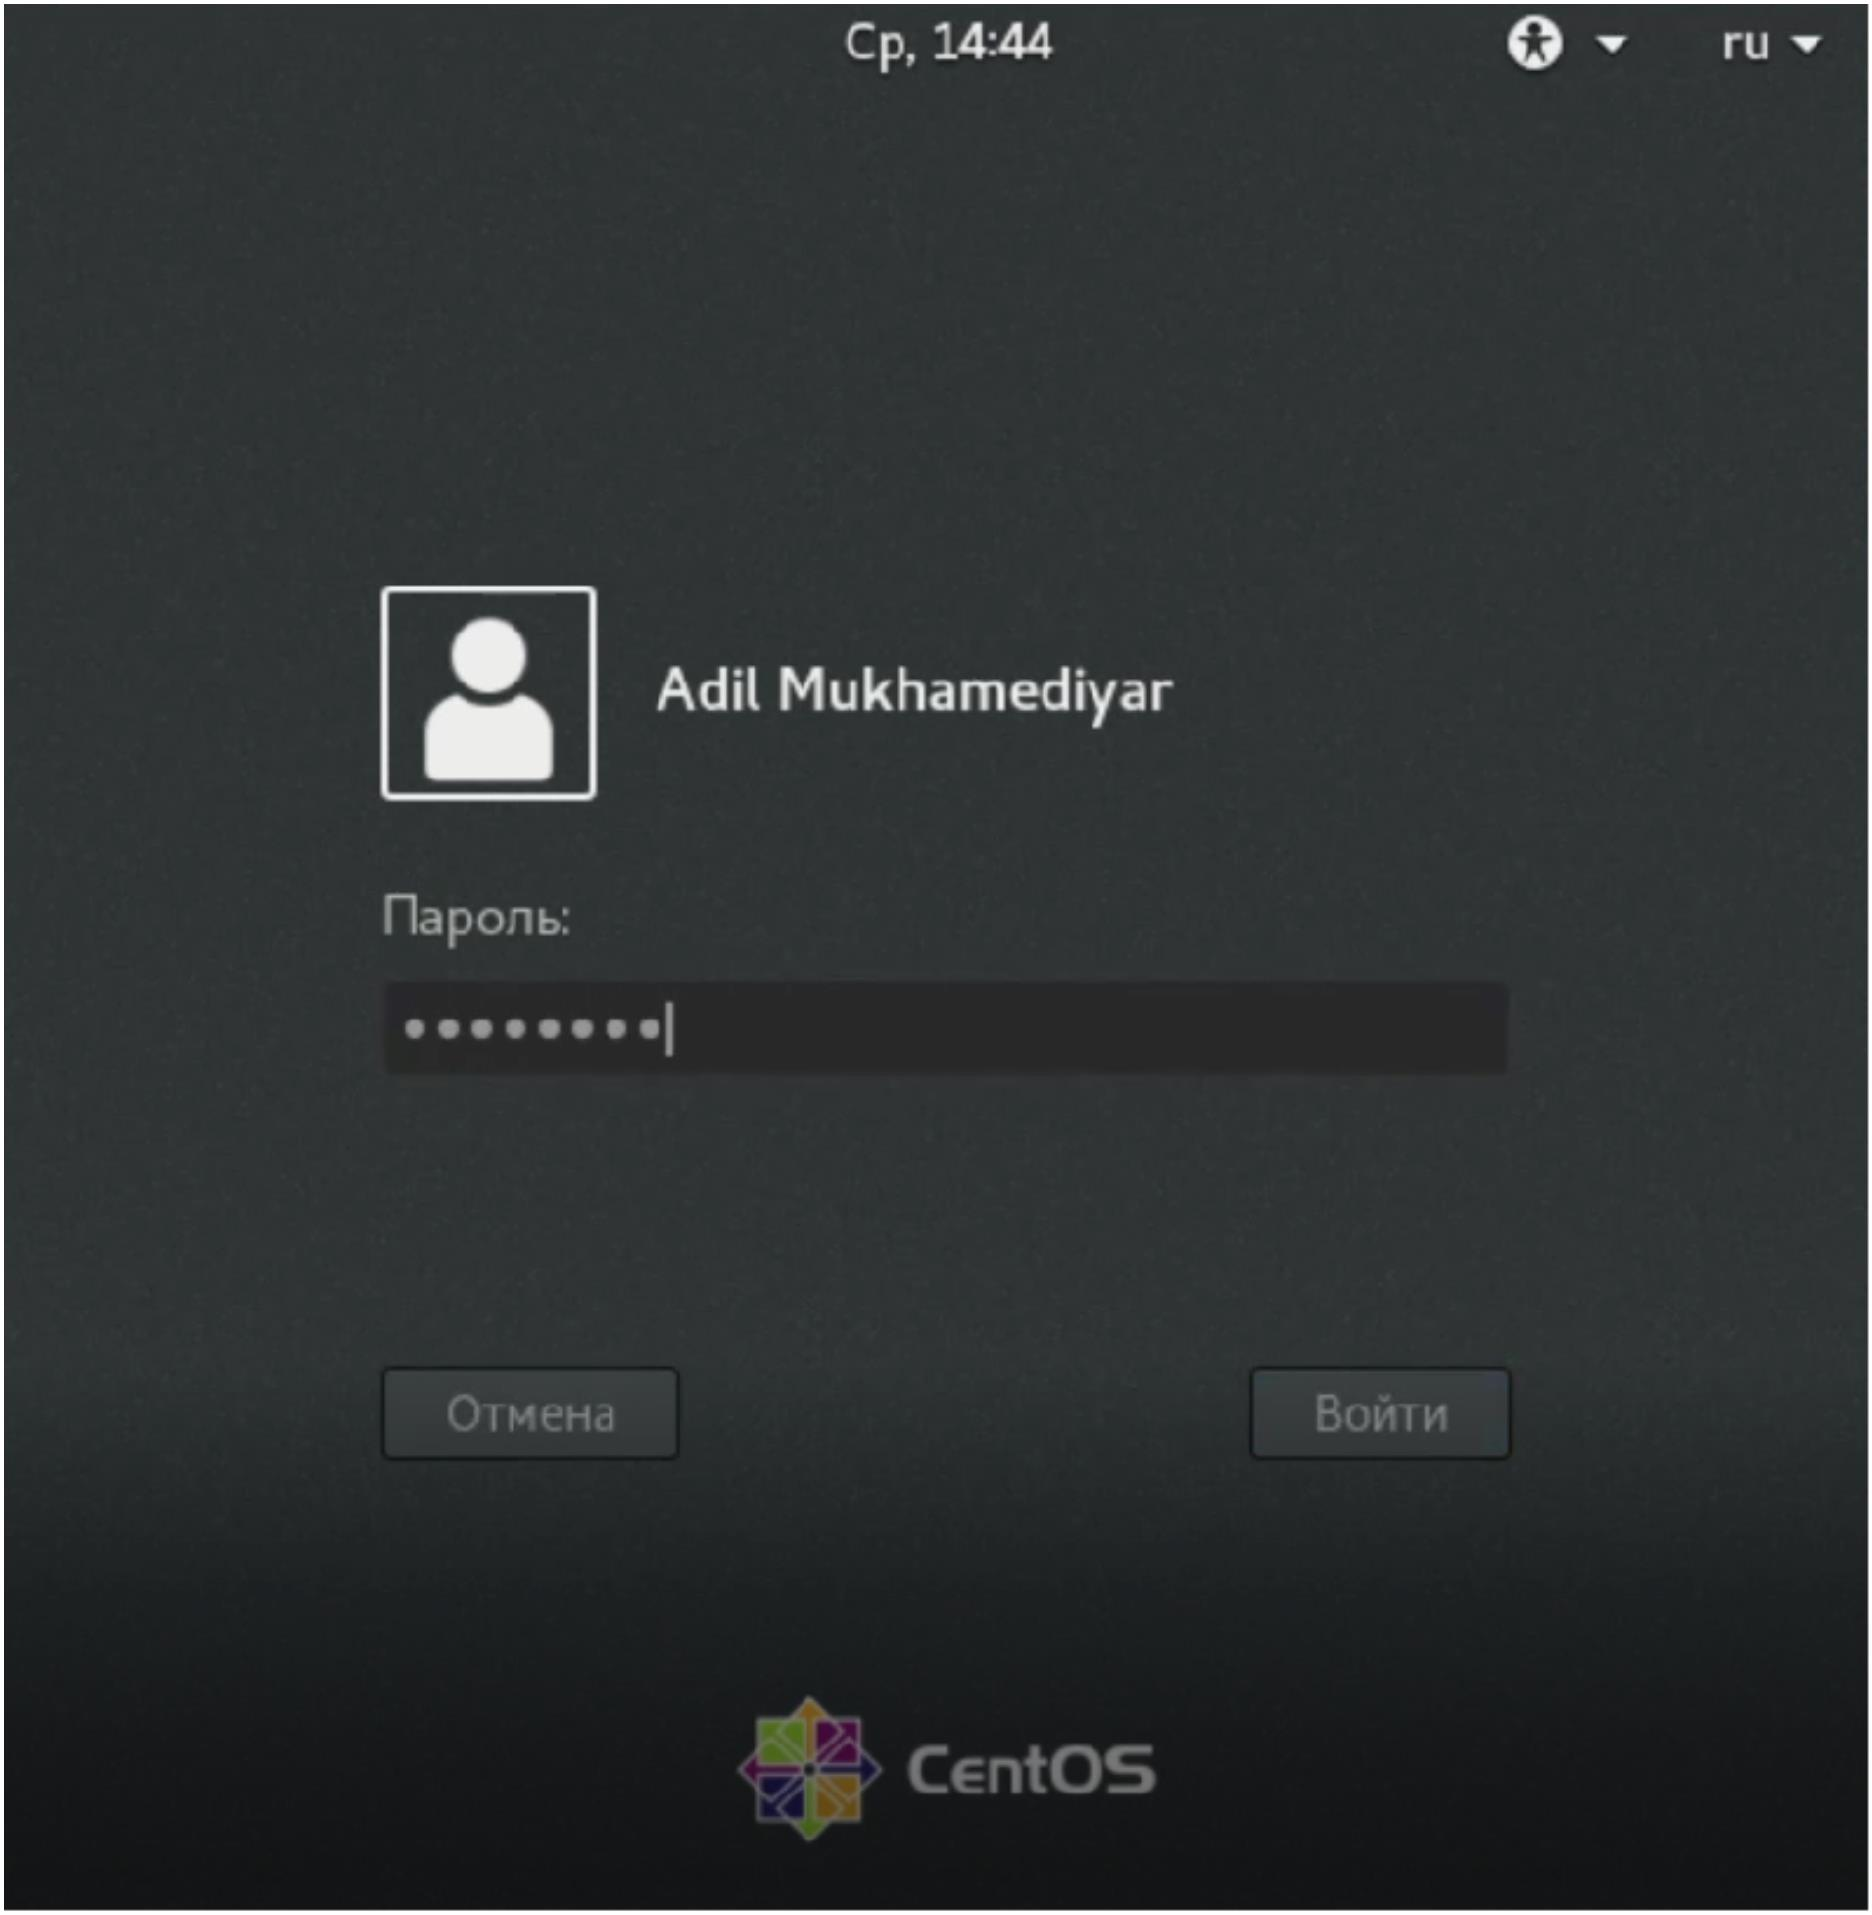 Ср, 14:44
ru
Adil Mukhamediyar
Пароль:
Отмена
Войти
CentOS